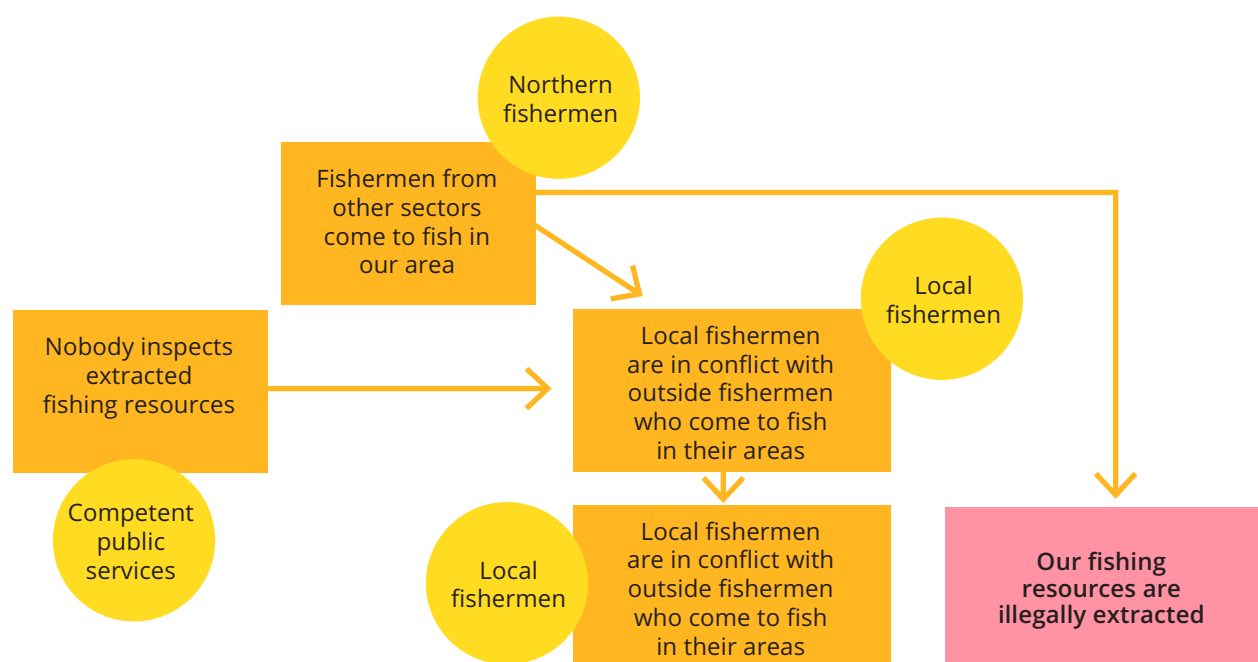 Northern
fishermen
Fishermen from
other sectors
come to fish in
our area
Local
fishermen
Nobody inspects
extracted
fishing resources
Local fishermen
are in conflict with
outside fishermen
who come to fish
in their areas
Competent
public
services
Local
fishermen
Local fishermen
are in conflict with
outside fishermen
who come to fish
in their areas
Our fishing
resources are
illegally extracted